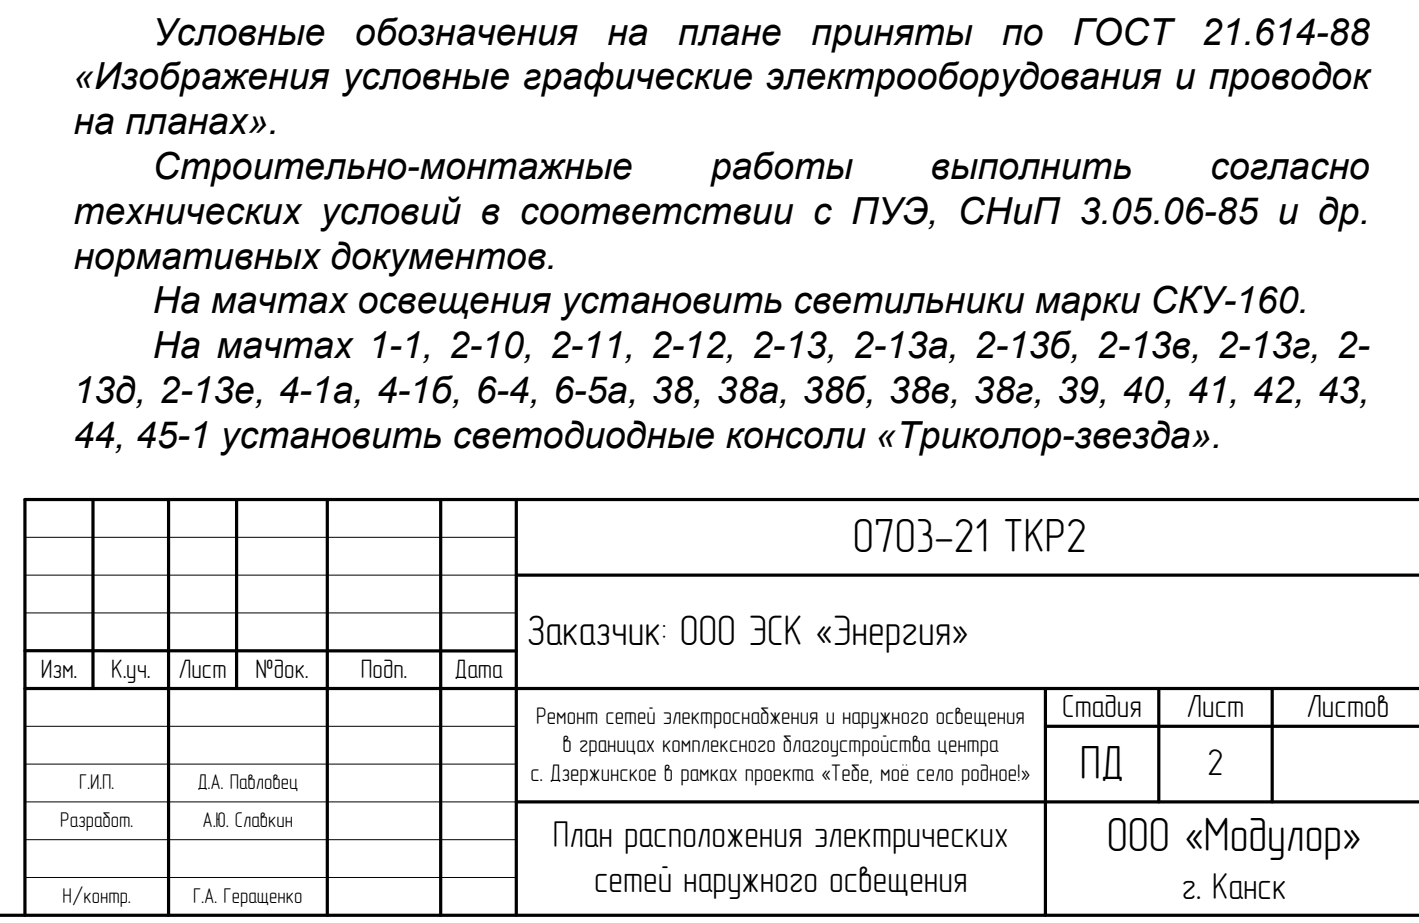 Условные обозначения на плане приняты по ГОСТ 21.614-88
«Изображения условные графические электрооборудования и проводок
на планах».
Строительно-монтажные работы выполнить согласно
технических условий в соответствии с ПУЭ, СНиП 3.05.06-85 и др.
нормативных документов.
На мачтах освещения установить светильники марки СКУ-160.
На мачтах 1-1, 2-10, 2-11, 2-12, 2-13, 2-13а, 2-13б, 2-13в, 2-13г, 2-
13д, 2-13е, 4-1а, 4-1б, 6-4, 6-5а, 38, 38а, 38б, 38в, 38г, 39, 40, 41, 42, 43,
44, 45-1 установить светодиодные консоли «Триколор-звезда».
0703-21 ТКР2
Заказчик: ООО ЭСК «Энергия»
Изм. К.уч. Лист №док. Подп. Дата
Ремонт сетей электроснабжения и наружного освещения
в границах комплексного благоустройства центра
с. Дзержинское в рамках проекта «Тебе, моё село родное!»
Стадия Лист Листов
ПД 2
Г.И.П. Д.А. Павловец
Разработ. А.Ю. Славкин
Н/контр. Г.А. Геращенко
План расположения электрических
сетей наружного освещения
ООО «Модулор»
г. Канск